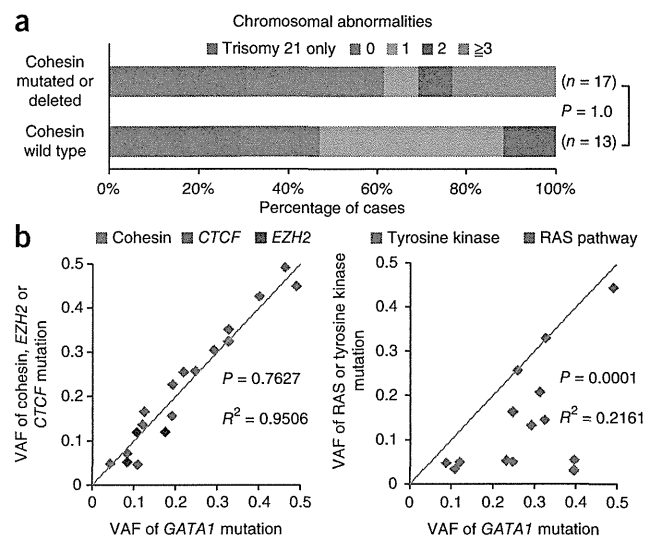 a
Chromosomal abnormalities
Trisomy 21 only 0 1 2 ≥3
Cohesin
mutated or
deleted
(n = 17)
P = 1.0
Cohesin
wild type
(n = 13)
0% 20% 40% 60% 80% 100%
Percentage of cases
b
Cohesin CTCF EZH2
VAF of cohesin, EZH2 or
CTCF mutation
0.5
0.4
0.3
0.2
0.1
0
P = 0.7627
R² = 0.9506
0 0.1 0.2 0.3 0.4 0.5
VAF of GATA1 mutation
Tyrosine kinase RAS pathway
VAF of RAS or tyrosine kinase
mutation
0.5
0.4
0.3
0.2
0.1
0
P = 0.0001
R² = 0.2161
0 0.1 0.2 0.3 0.4 0.5
VAF of GATA1 mutation